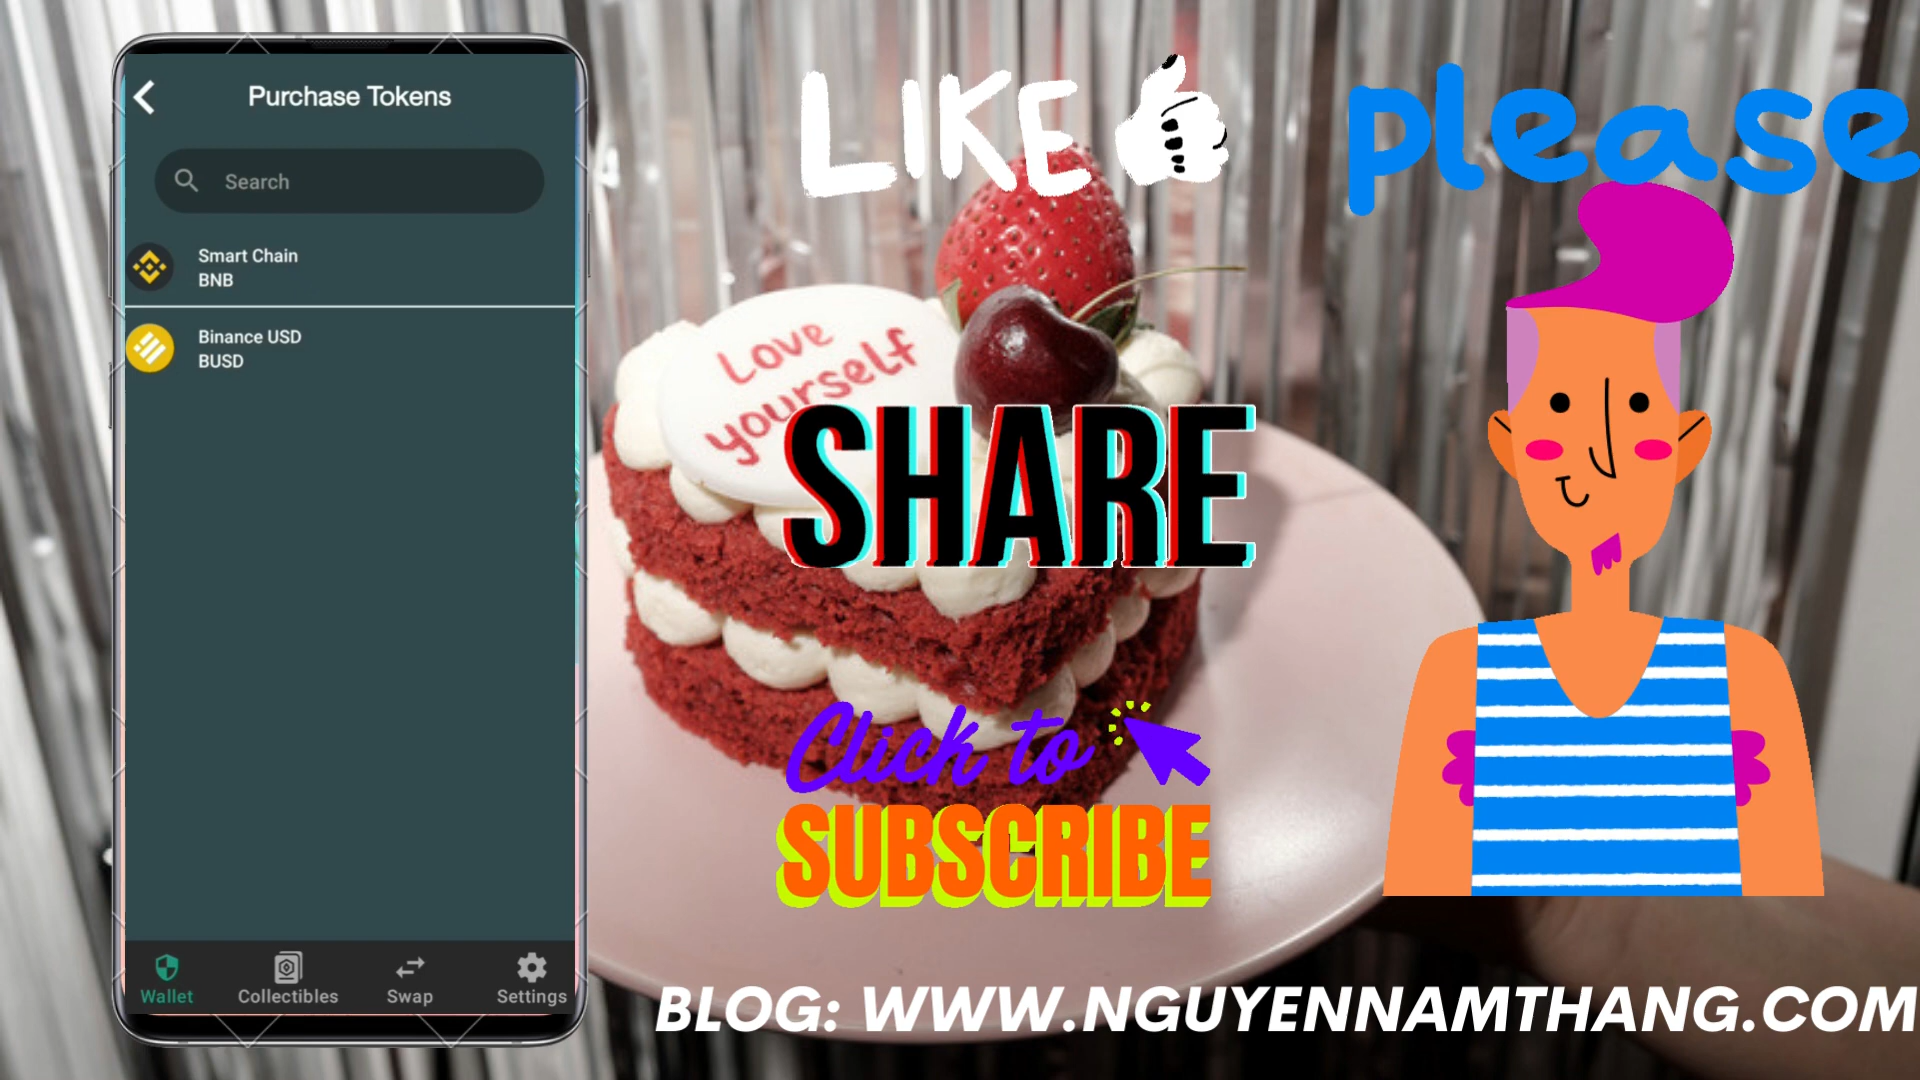 Purchase Tokens
Search
Smart Chain
BNB
Binance USD
BUSD
Wallet
Collectibles
Swap
Settings
LIKE
please
Love
yourself
SHARE
Click to
SUBSCRIBE
BLOG: WWW.NGUYENNAMTHANG.COM